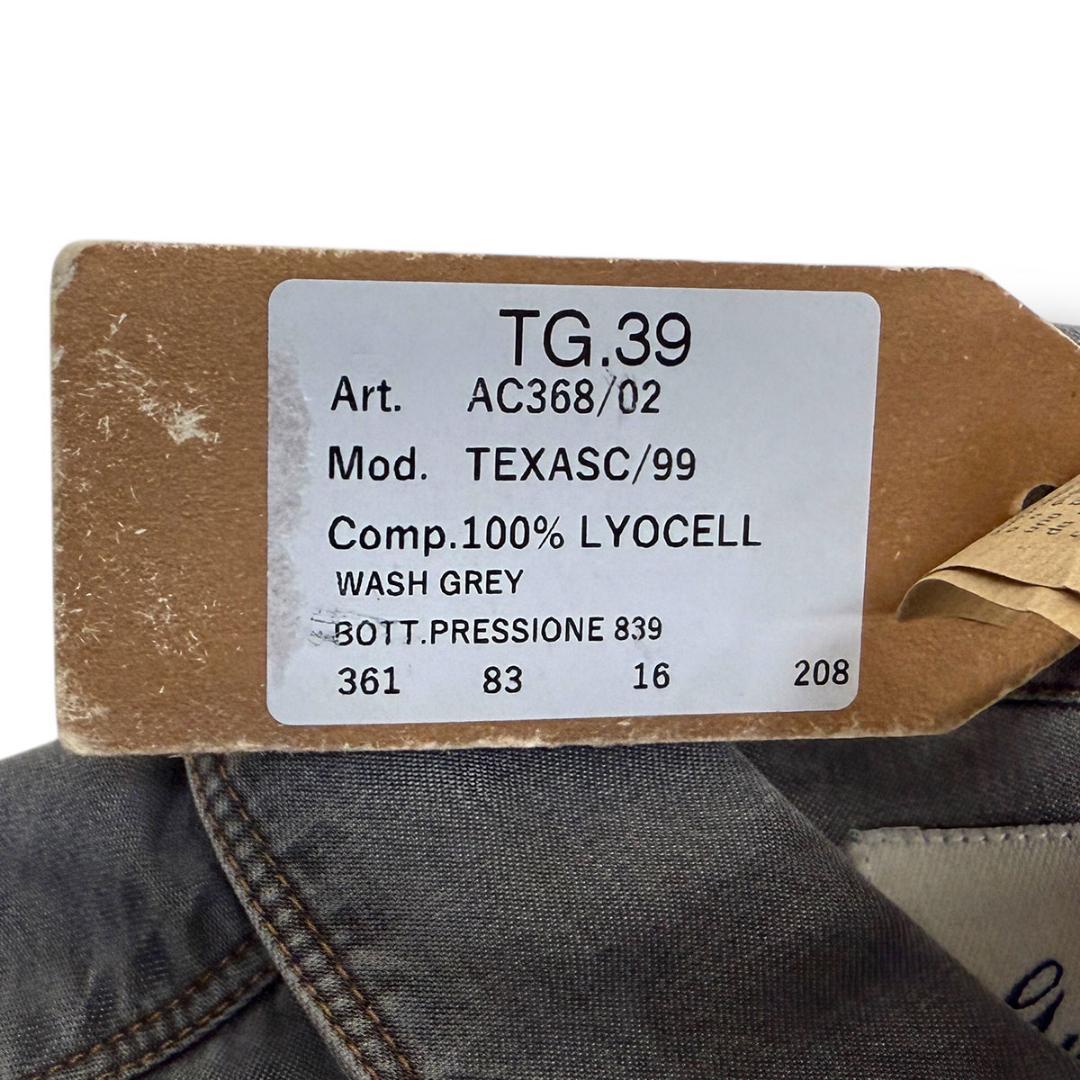 TG.39
Art. AC368/02
Mod. TEXASC/99
Comp.100% LYOCELL
WASH GREY
BOTT.PRESSIONE 839
361 83 16 208